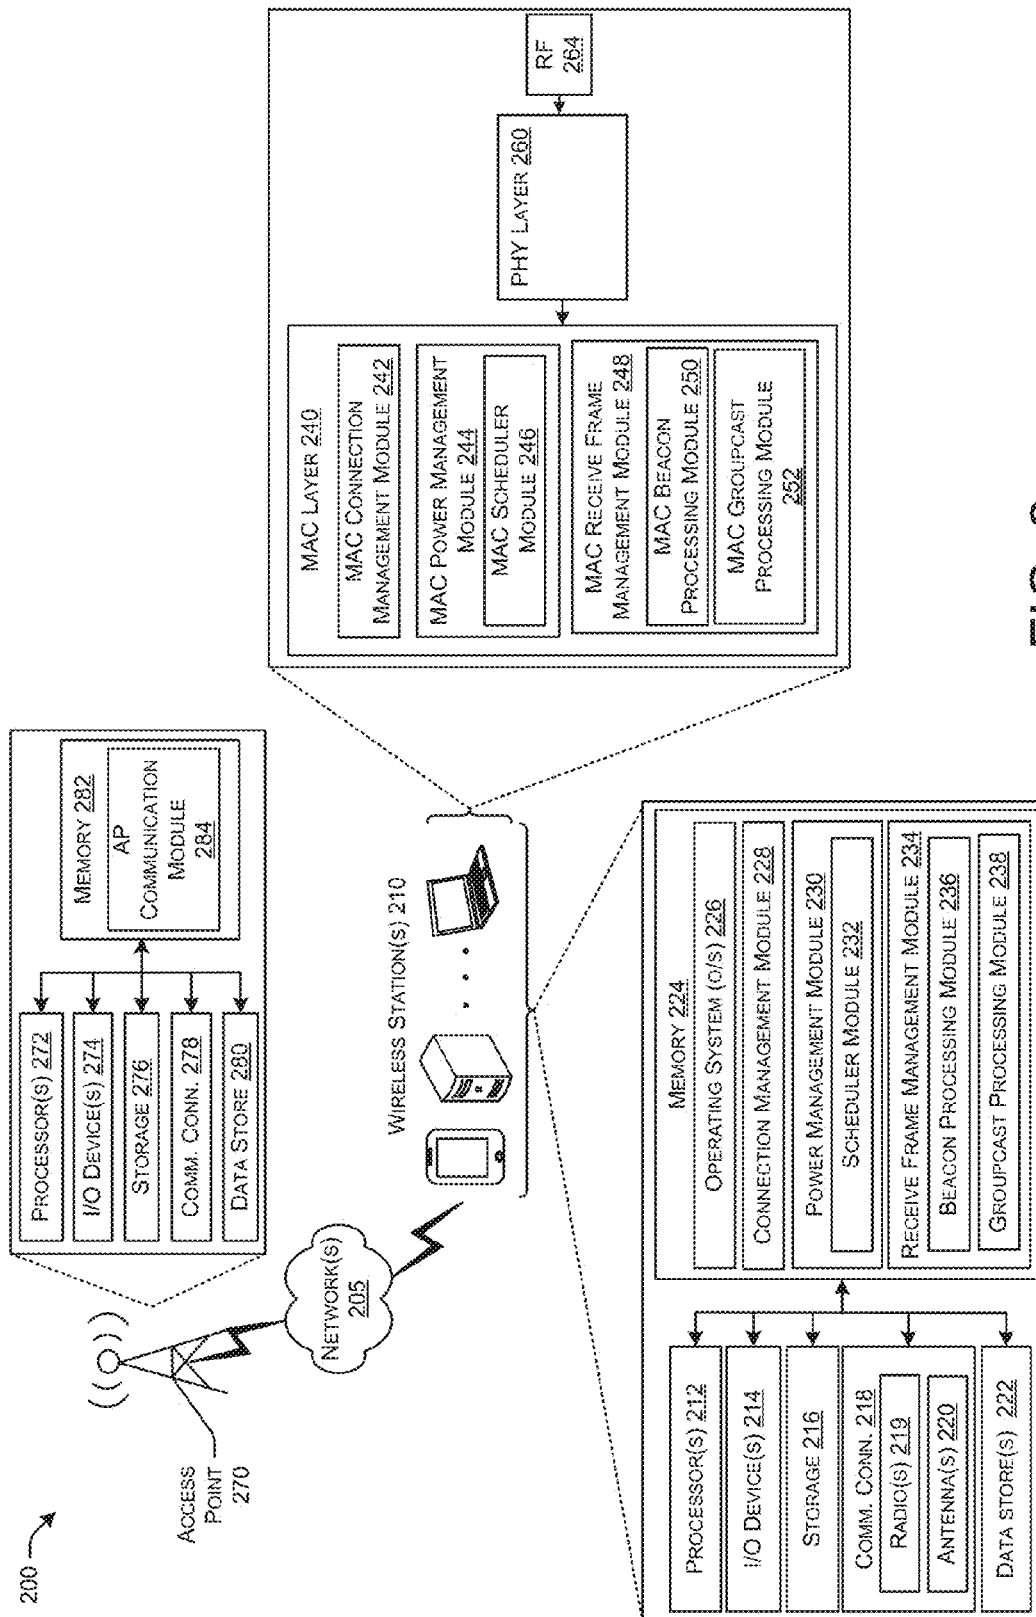 200
ACCESS
POINT
270
PROCESSOR(S) 272
I/O DEVICE(S) 274
STORAGE 276
COMM. CONN. 278
DATA STORE 280
MEMORY 282
AP
COMMUNICATION
MODULE
284
NETWORK(S)
205
WIRELESS STATION(S) 210
MAC LAYER 240
MAC CONNECTION
MANAGEMENT MODULE 242
MAC POWER MANAGEMENT
MODULE 244
MAC SCHEDULER
MODULE 246
MAC RECEIVE FRAME
MANAGEMENT MODULE 248
MAC BEACON
PROCESSING MODULE 250
MAC GROUPCAST
PROCESSING MODULE
252
PHY LAYER 260
RF
264
PROCESSOR(S) 212
I/O DEVICE(S) 214
STORAGE 216
COMM. CONN. 218
RADIO(S) 219
ANTENNA(S) 220
DATA STORE(S) 222
MEMORY 224
OPERATING SYSTEM (O/S) 226
CONNECTION MANAGEMENT MODULE 228
POWER MANAGEMENT MODULE 230
SCHEDULER MODULE 232
RECEIVE FRAME MANAGEMENT MODULE 234
BEACON PROCESSING MODULE 236
GROUPCAST PROCESSING MODULE 238